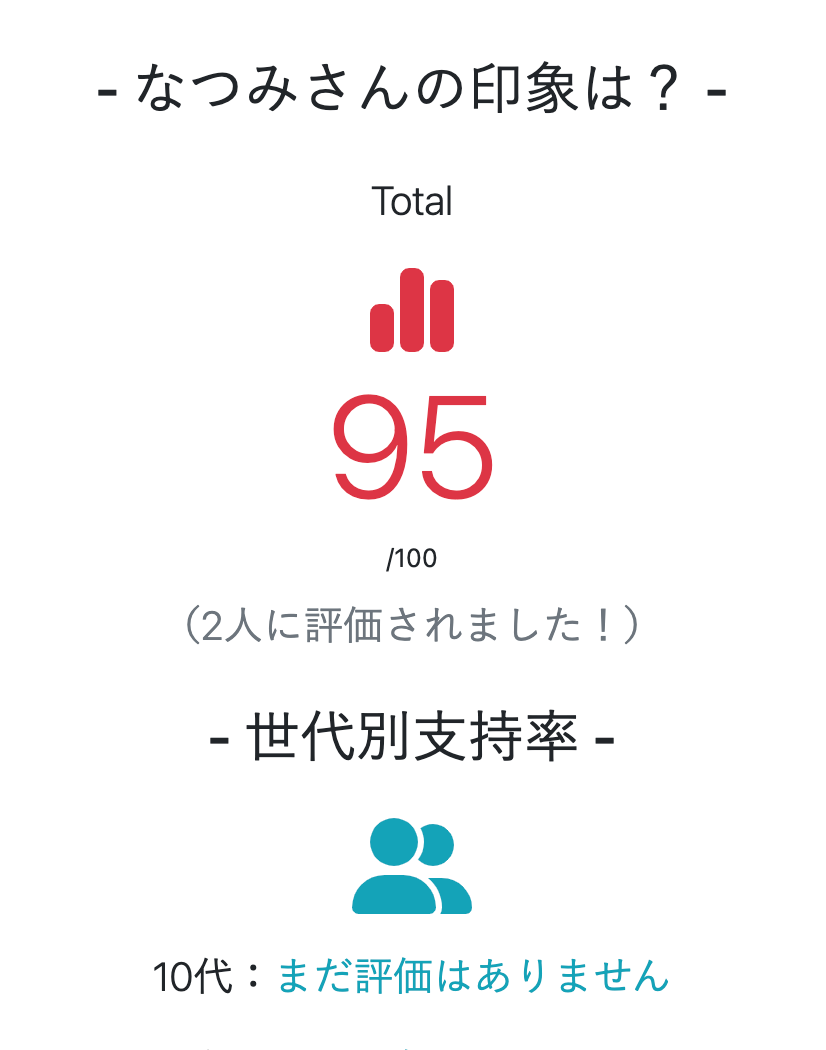 - なつみさんの印象は？ -
Total
95
/100
（2人に評価されました！）
- 世代別支持率 -
10代：まだ評価はありません